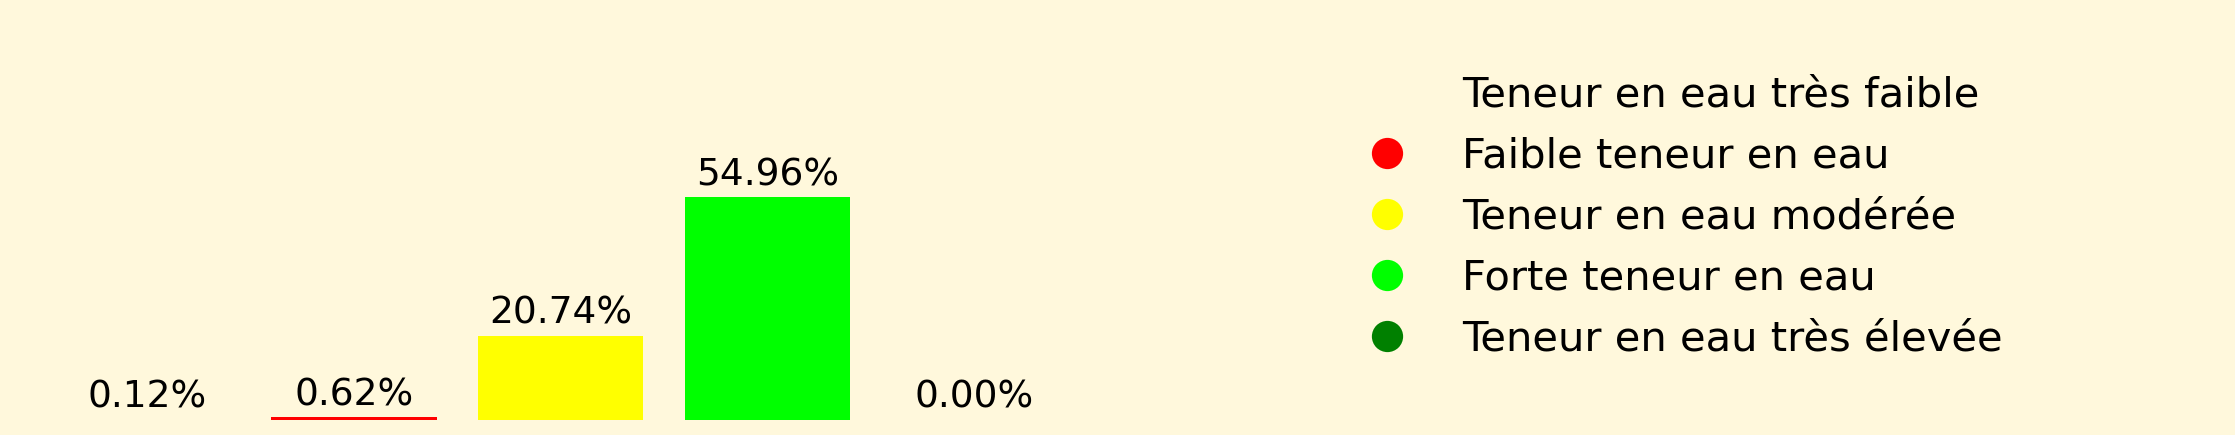 54.96%
20.74%
0.12%
0.62%
0.00%
Teneur en eau très faible
Faible teneur en eau
Teneur en eau modérée
Forte teneur en eau
Teneur en eau très élevée